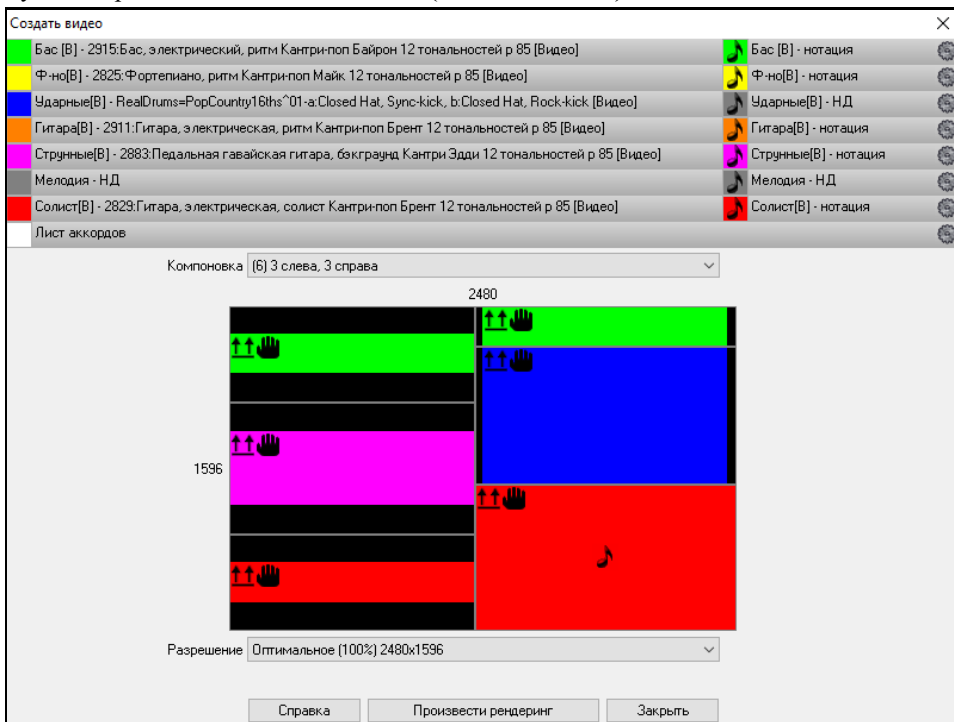 Создать видео
Бас [В] - 2915:Бас, электрический, ритм Кантри-поп Байрон 12 тональностей р 85 [Видео] Бас [В] - нотация
Ф-но[В] - 2825:Фортепиано, ритм Кантри-поп Майк 12 тональностей р 85 [Видео] Ф-но[В] - нотация
Ударные[В] - RealDrums=PopCountry16ths^01-a:Closed Hat, Sync-kick, b:Closed Hat, Rock-kick [Видео] Ударные[В] - НД
Гитара[В] - 2911:Гитара, электрическая, ритм Кантри-поп Брент 12 тональностей р 85 [Видео] Гитара[В] - нотация
Струнные[В] - 2883:Педальная гавайская гитара, бэкграунд Кантри Эдди 12 тональностей р 85 [Видео] Струнные[В] - нотация
Мелодия - НД Мелодия - НД
Солист[В] - 2829:Гитара, электрическая, солист Кантри-поп Брент 12 тональностей р 85 [Видео] Солист[В] - нотация
Лист аккордов
Компоновка (6) 3 слева, 3 справа
2480
1596
Разрешение Оптимальное (100%) 2480x1596
Справка Произвести рендеринг Закрыть